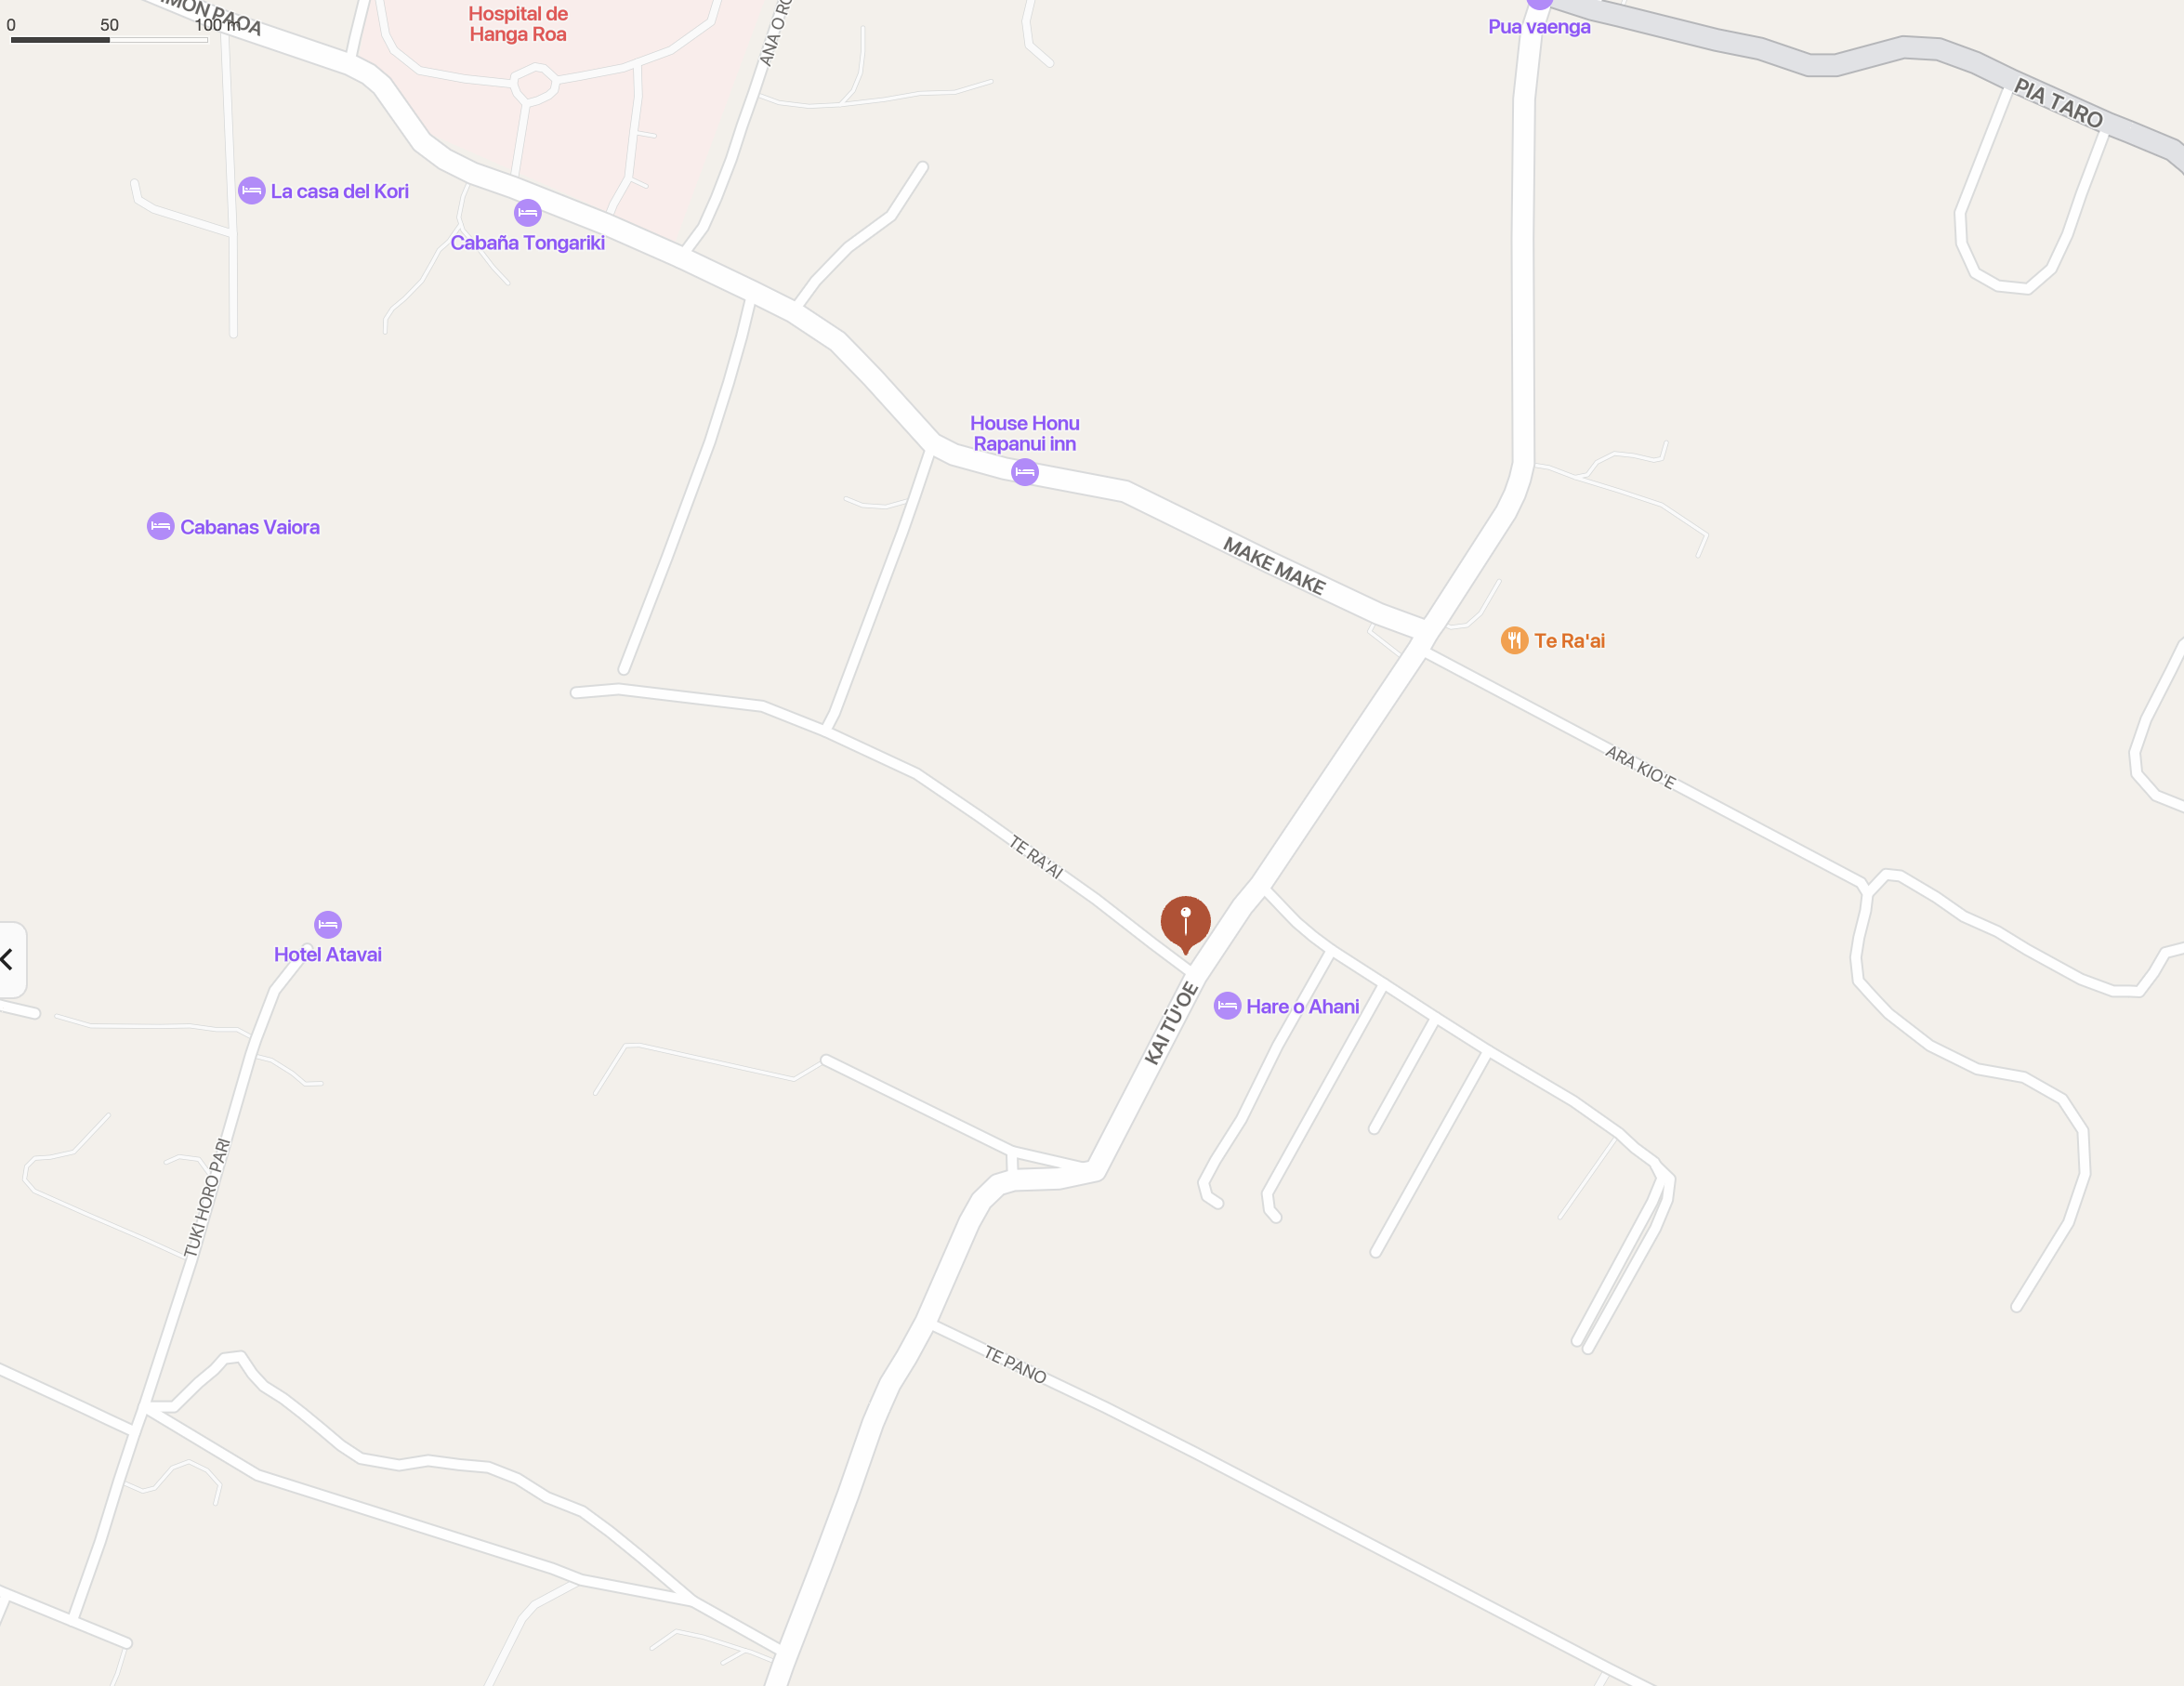 0 50 100 m
Hospital de
Hanga Roa
Pua vaenga
PIA TARO
La casa del Kori
Cabaña Tongariki
House Honu
Rapanui inn
Cabanas Vaiora
MAKE MAKE
Te Ra'ai
ARA KIO'E
TE RA'AI
Hotel Atavai
Hare o Ahani
KAI TŪ'OE
TUKI HORO PARI
TE PANO